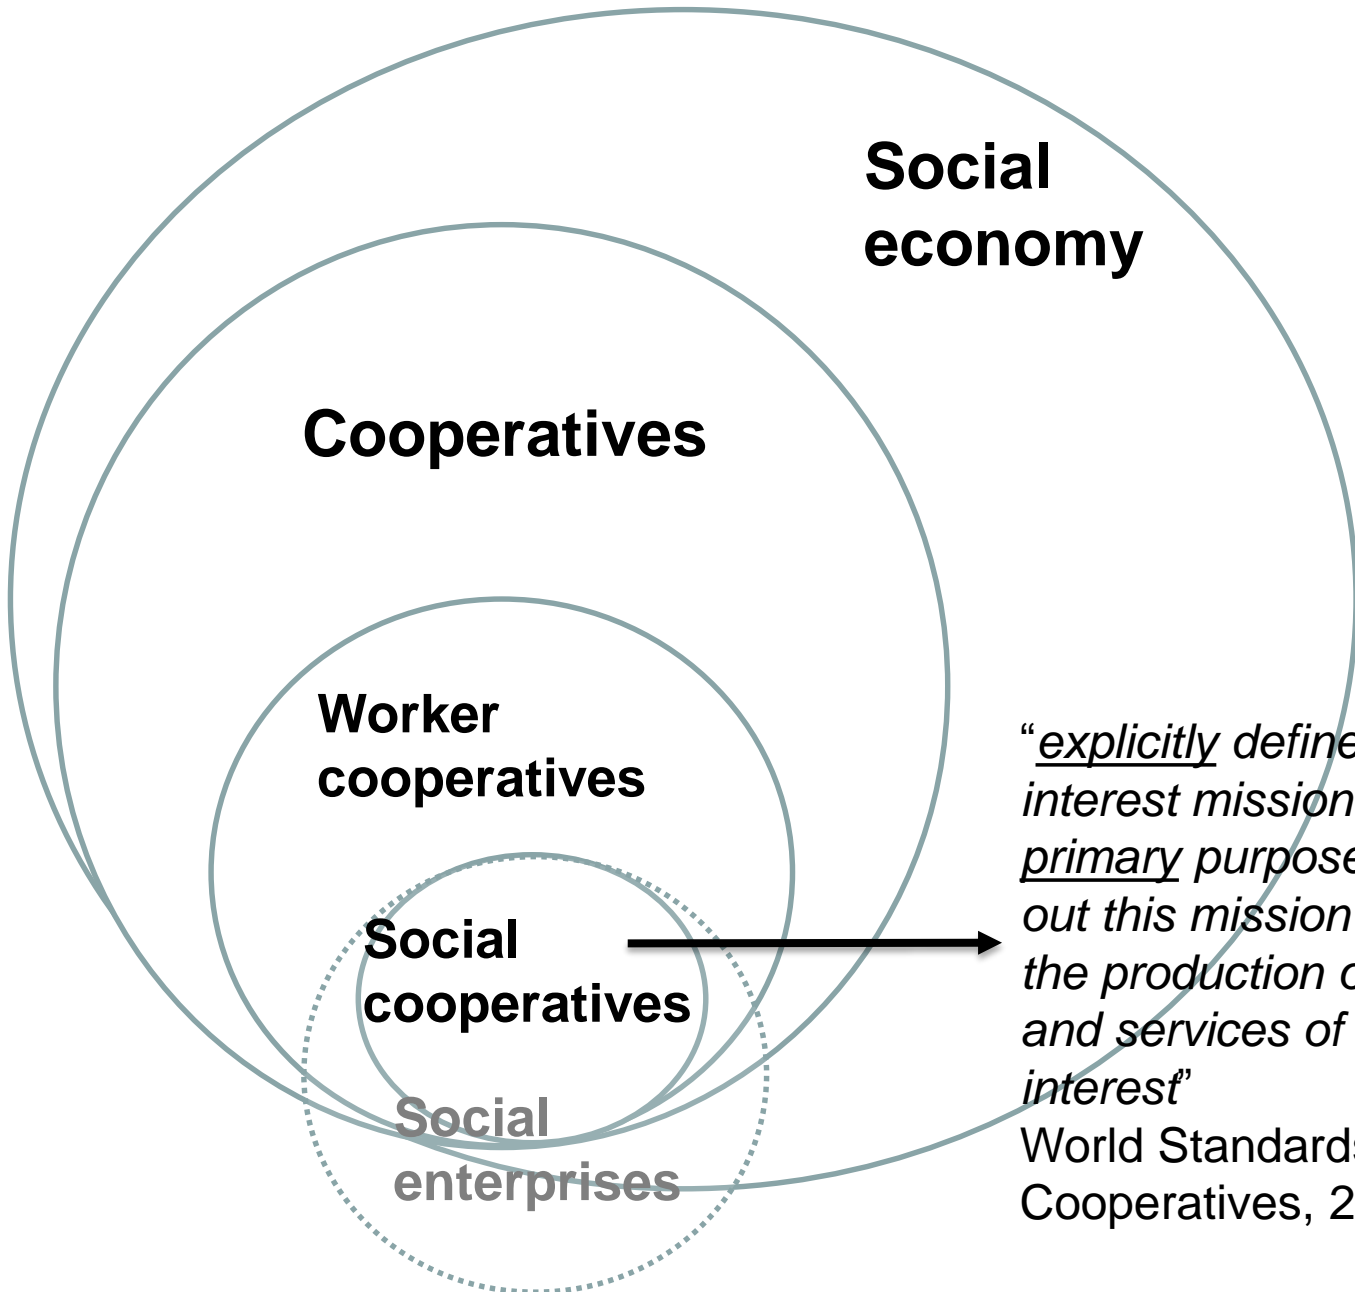 Social
economy
Cooperatives
Worker
cooperatives
Social
cooperatives
Social
enterprises
“explicitly define
interest mission
primary purpose
out this mission
the production o
and services of
interest”
World Standards
Cooperatives, 2